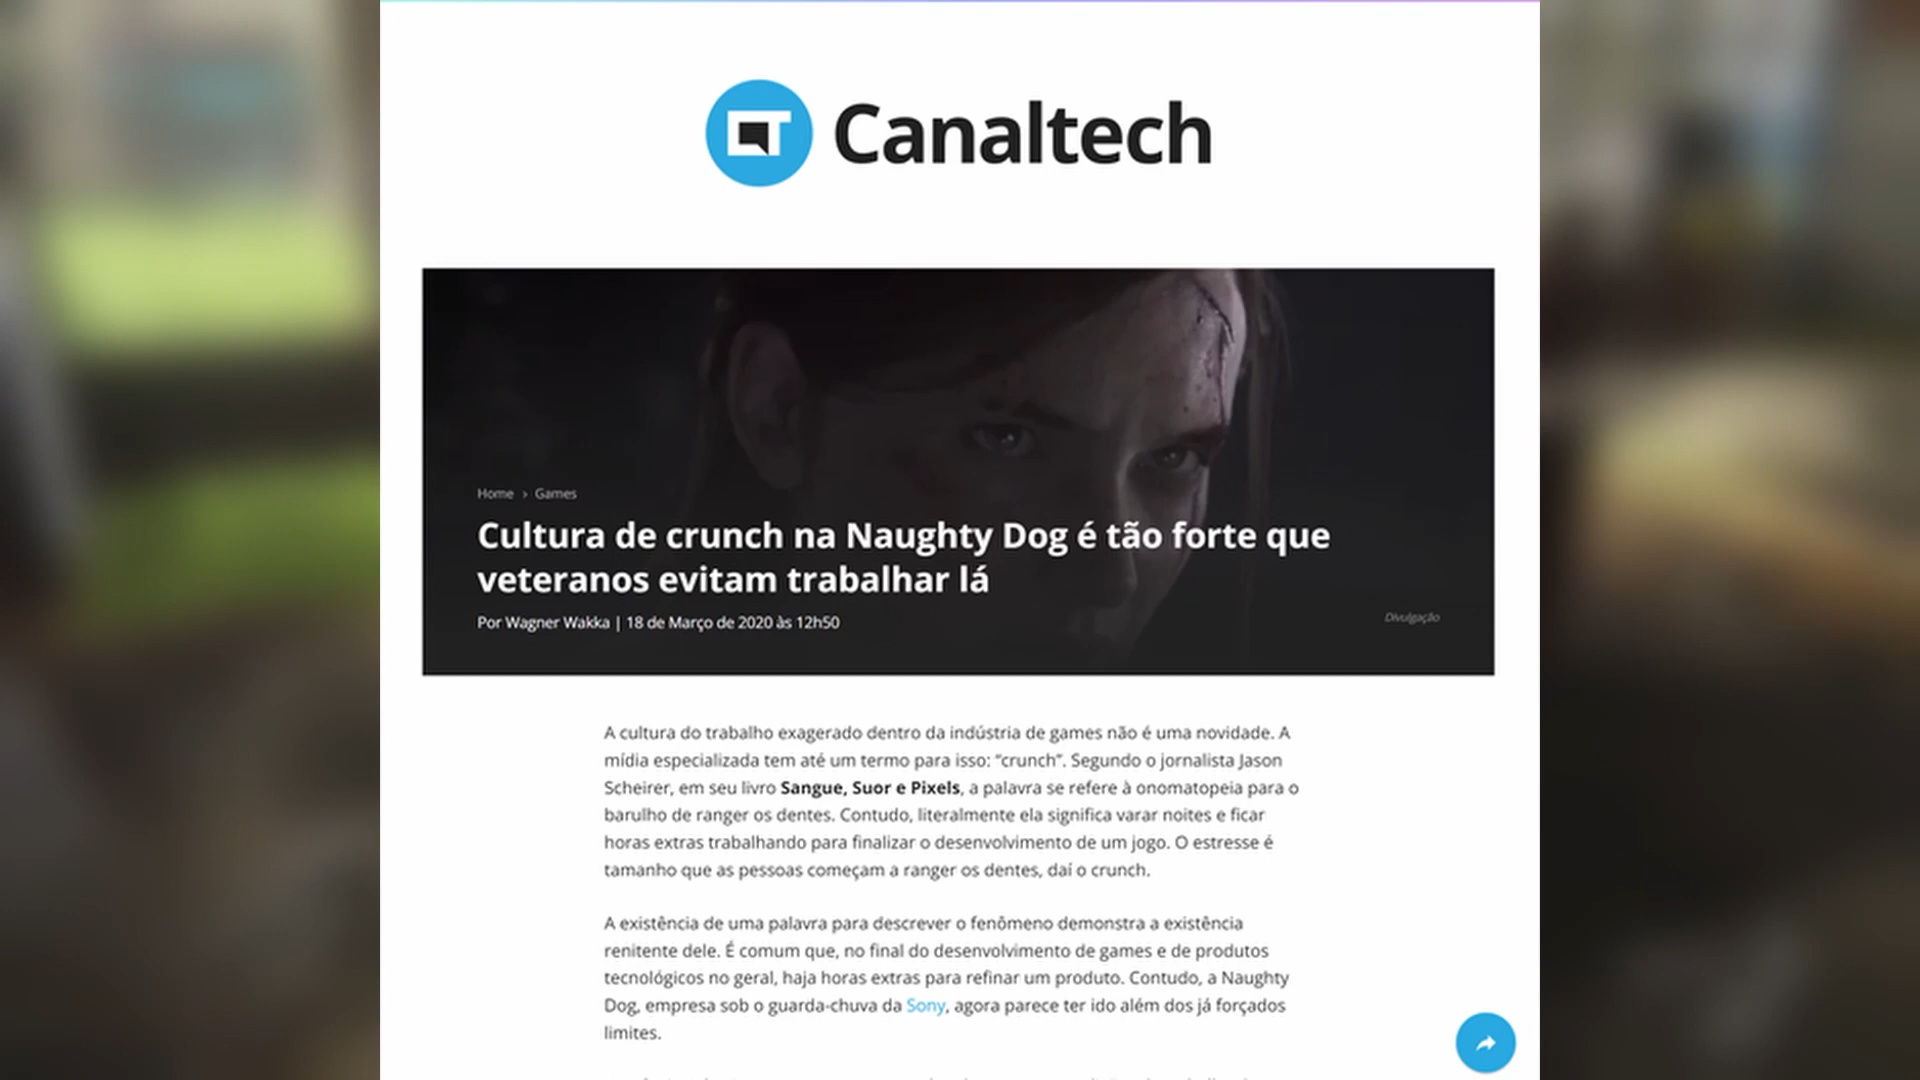 Canaltech
Home › Games
Cultura de crunch na Naughty Dog é tão forte que
veteranos evitam trabalhar lá
Por Wagner Wakka | 18 de Março de 2020 às 12h50
Divulgação
A cultura do trabalho exagerado dentro da indústria de games não é uma novidade. A
mídia especializada tem até um termo para isso: “crunch”. Segundo o jornalista Jason
Scheirer, em seu livro Sangue, Suor e Pixels, a palavra se refere à onomatopeia para o
barulho de ranger os dentes. Contudo, literalmente ela significa varar noites e ficar
horas extras trabalhando para finalizar o desenvolvimento de um jogo. O estresse é
tamanho que as pessoas começam a ranger os dentes, daí o crunch.
A existência de uma palavra para descrever o fenômeno demonstra a existência
renitente dele. É comum que, no final do desenvolvimento de games e de produtos
tecnológicos no geral, haja horas extras para refinar um produto. Contudo, a Naughty
Dog, empresa sob o guarda-chuva da Sony, agora parece ter ido além dos já forçados
limites.